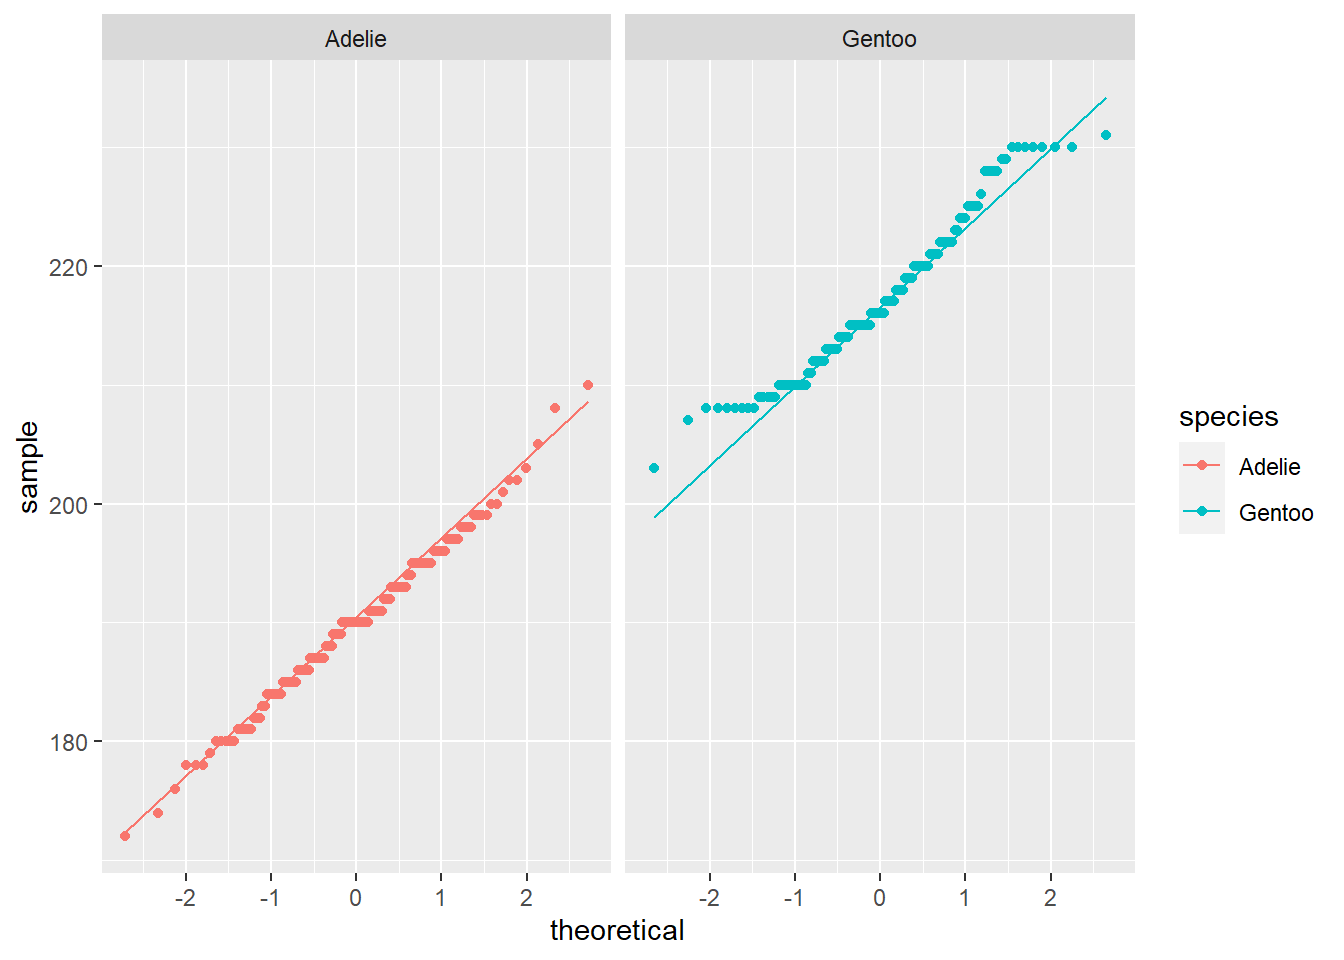 Adelie
Gentoo
220
200
180
sample
-2 -1 0 1 2
-2 -1 0 1 2
theoretical
species
Adelie
Gentoo